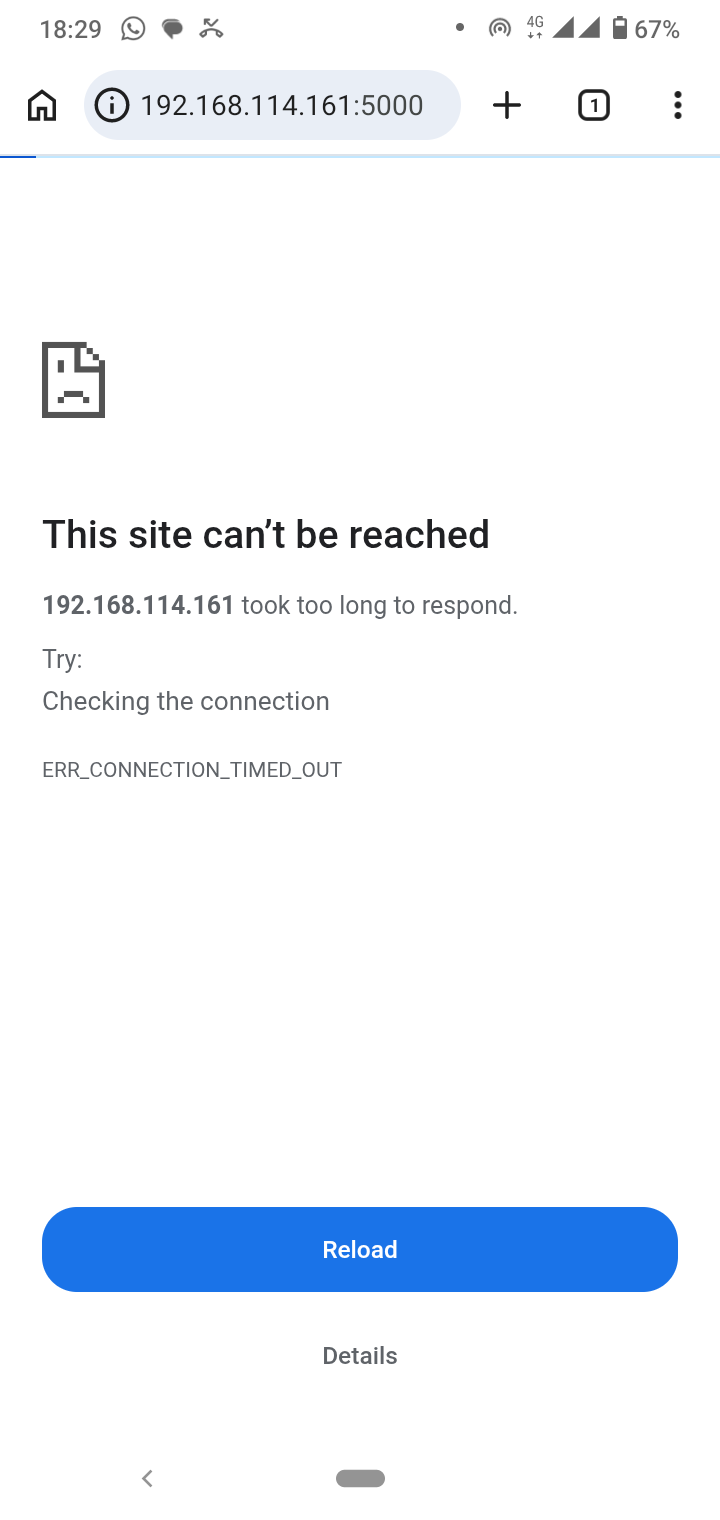 18:29 4G 67%
192.168.114.161:5000 1
This site can’t be reached
192.168.114.161 took too long to respond.
Try:
Checking the connection
ERR_CONNECTION_TIMED_OUT
Reload
Details